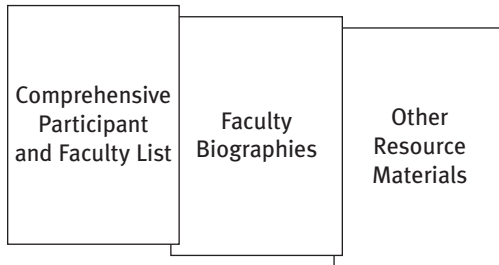 Comprehensive
Participant
and Faculty List
Faculty
Biographies
Other
Resource
Materials